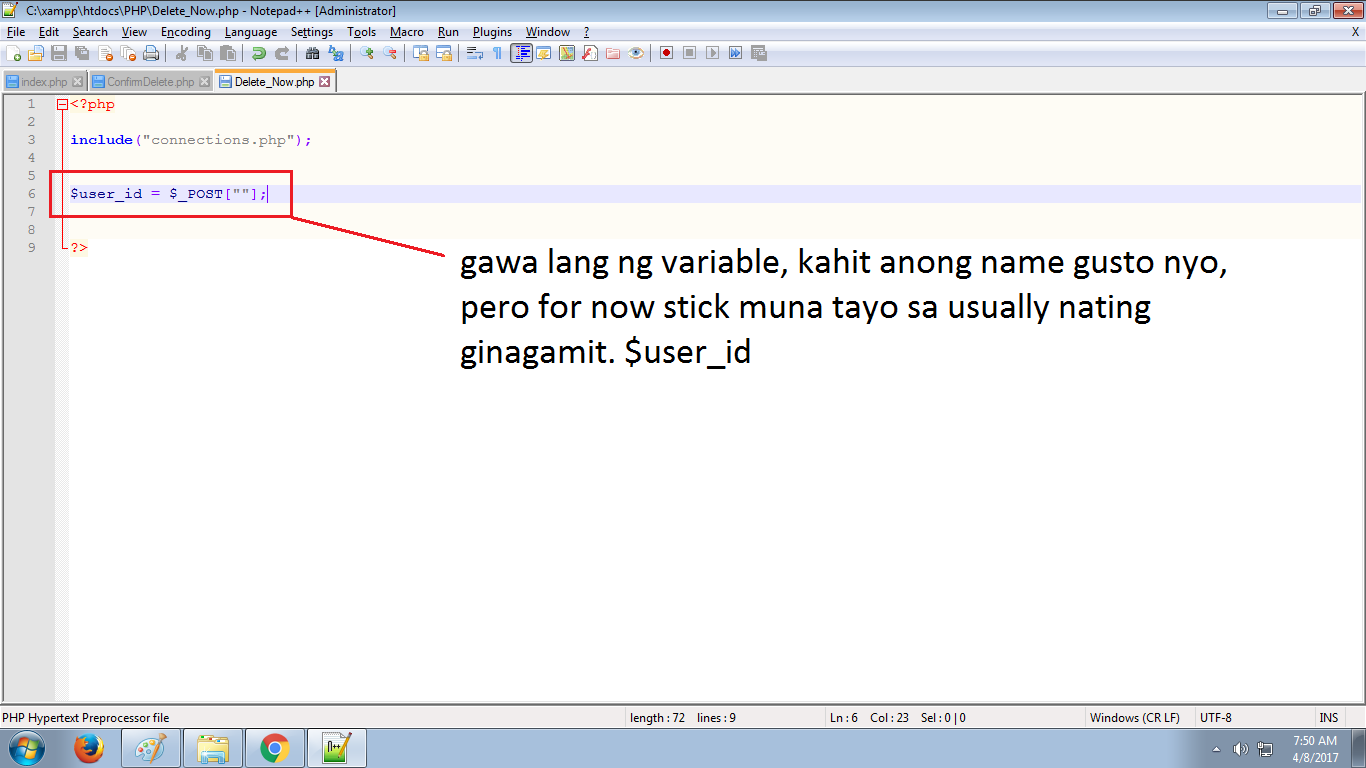 C:\xampp\htdocs\PHP\Delete_Now.php - Notepad++ [Administrator]
File Edit Search View Encoding Language Settings Tools Macro Run Plugins Window ? X
index.php ConfirmDelete.php Delete_Now.php
1 <?php
2
3 include("connections.php");
4
5
6 $user_id = $_POST[""];
7
8
9 ?>
gawa lang ng variable, kahit anong name gusto nyo,
pero for now stick muna tayo sa usually nating
ginagamit. $user_id
PHP Hypertext Preprocessor file length : 72 lines : 9 Ln : 6 Col : 23 Sel : 0 | 0 Windows (CR LF) UTF-8 INS
7:50 AM
4/8/2017